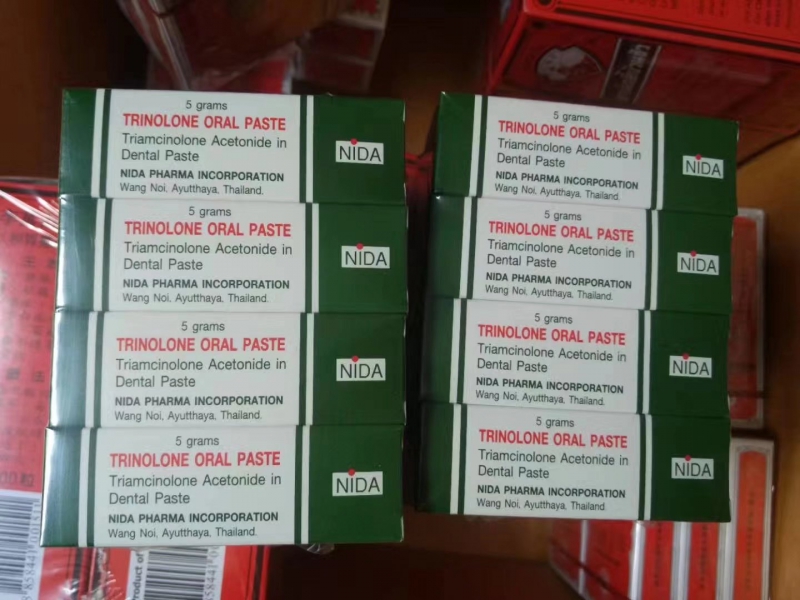 5 grams
TRINOLONE ORAL PASTE
Triamcinolone Acetonide in
Dental Paste
NIDA PHARMA INCORPORATION
Wang Noi, Ayutthaya, Thailand.
NIDA
5 grams
TRINOLONE ORAL PASTE
Triamcinolone Acetonide in
Dental Paste
NIDA PHARMA INCORPORATION
Wang Noi, Ayutthaya, Thailand.
NIDA
5 grams
TRINOLONE ORAL PASTE
Triamcinolone Acetonide in
Dental Paste
NIDA PHARMA INCORPORATION
Wang Noi, Ayutthaya, Thailand.
NIDA
5 grams
TRINOLONE ORAL PASTE
Triamcinolone Acetonide in
Dental Paste
NIDA PHARMA INCORPORATION
Wang Noi, Ayutthaya, Thailand.
NIDA
5 grams
TRINOLONE ORAL PASTE
Triamcinolone Acetonide in
Dental Paste
NIDA PHARMA INCORPORATION
Wang Noi, Ayutthaya, Thailand.
NIDA
5 grams
TRINOLONE ORAL PASTE
Triamcinolone Acetonide in
Dental Paste
NIDA PHARMA INCORPORATION
Wang Noi, Ayutthaya, Thailand.
NIDA
5 grams
TRINOLONE ORAL PASTE
Triamcinolone Acetonide in
Dental Paste
NIDA PHARMA INCORPORATION
Wang Noi, Ayutthaya, Thailand.
NIDA
5 grams
TRINOLONE ORAL PASTE
Triamcinolone Acetonide in
Dental Paste
NIDA PHARMA INCORPORATION
Wang Noi, Ayutthaya, Thailand.
NIDA
Product of